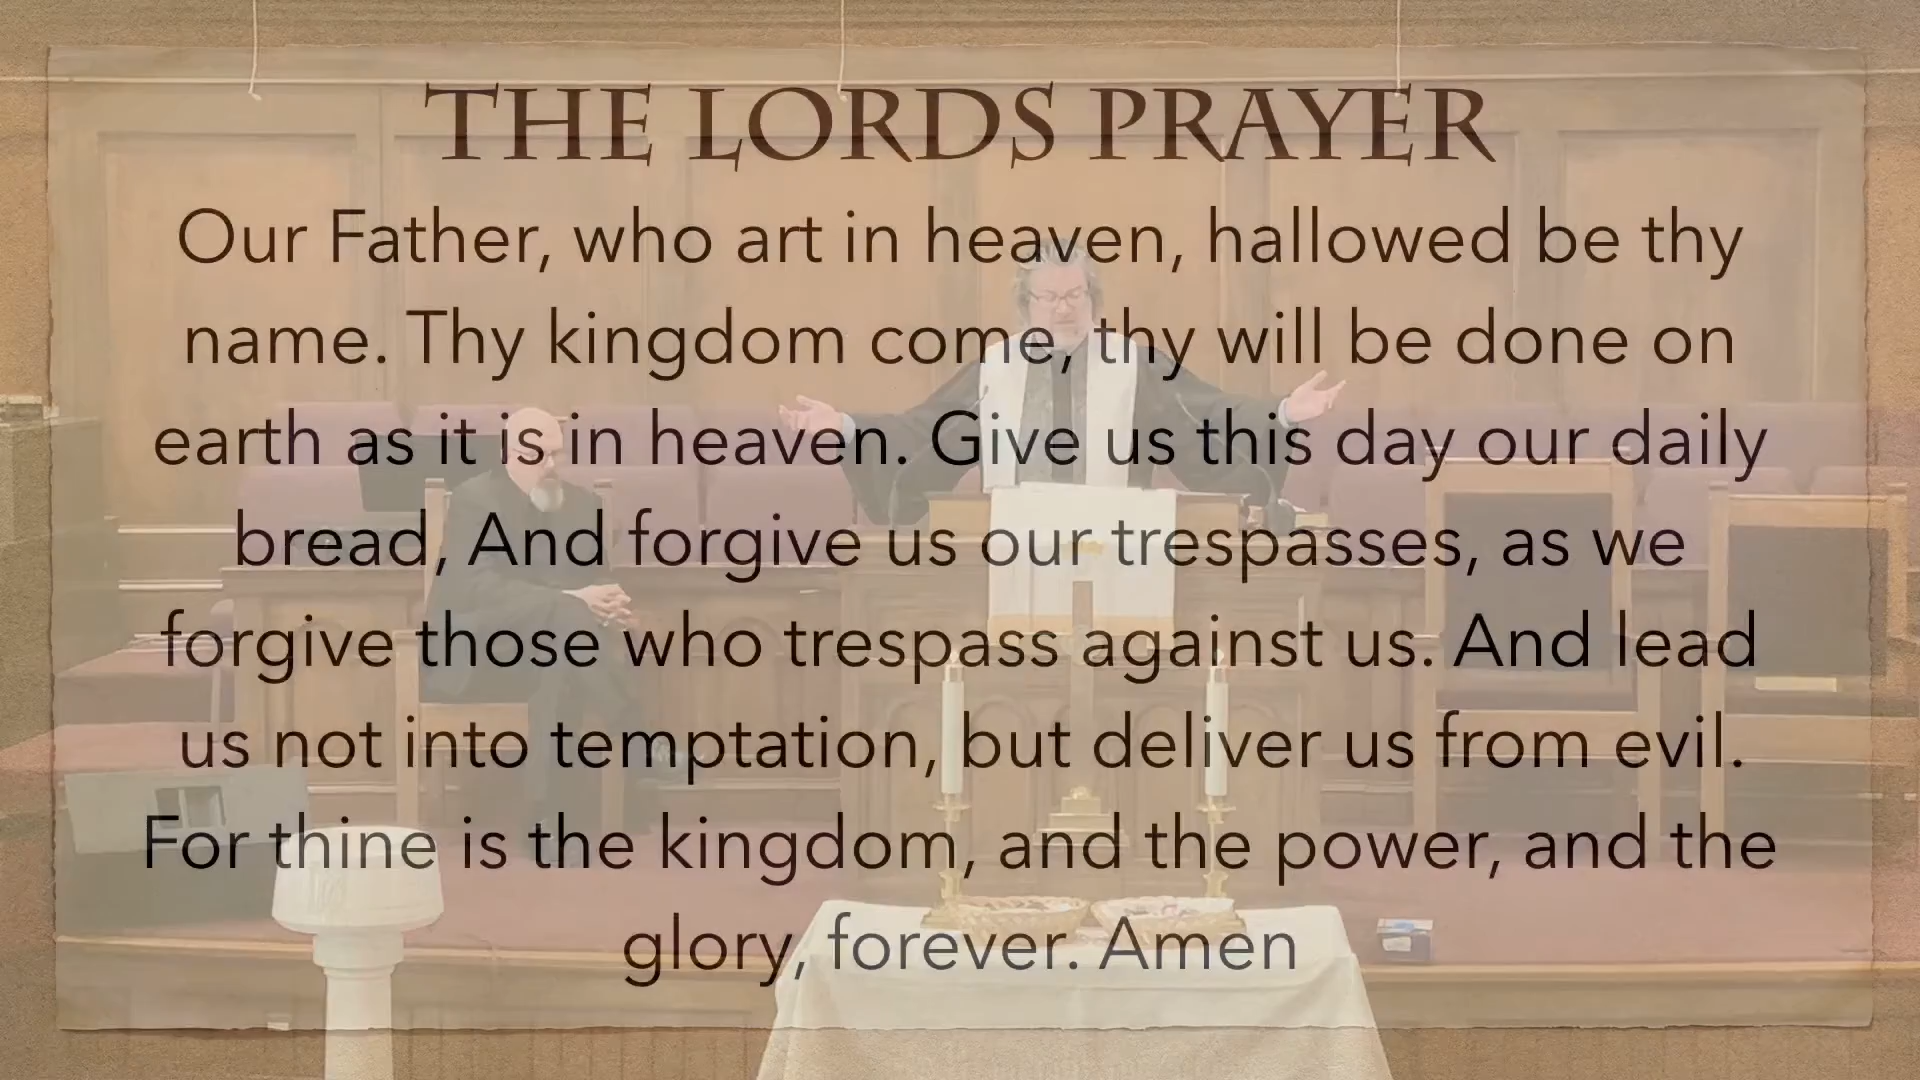 THE LORDS PRAYER
Our Father, who art in heaven, hallowed be thy
name. Thy kingdom come, thy will be done on
earth as it is in heaven. Give us this day our daily
bread, And forgive us our trespasses, as we
forgive those who trespass against us. And lead
us not into temptation, but deliver us from evil.
For thine is the kingdom, and the power, and the
glory, forever. Amen